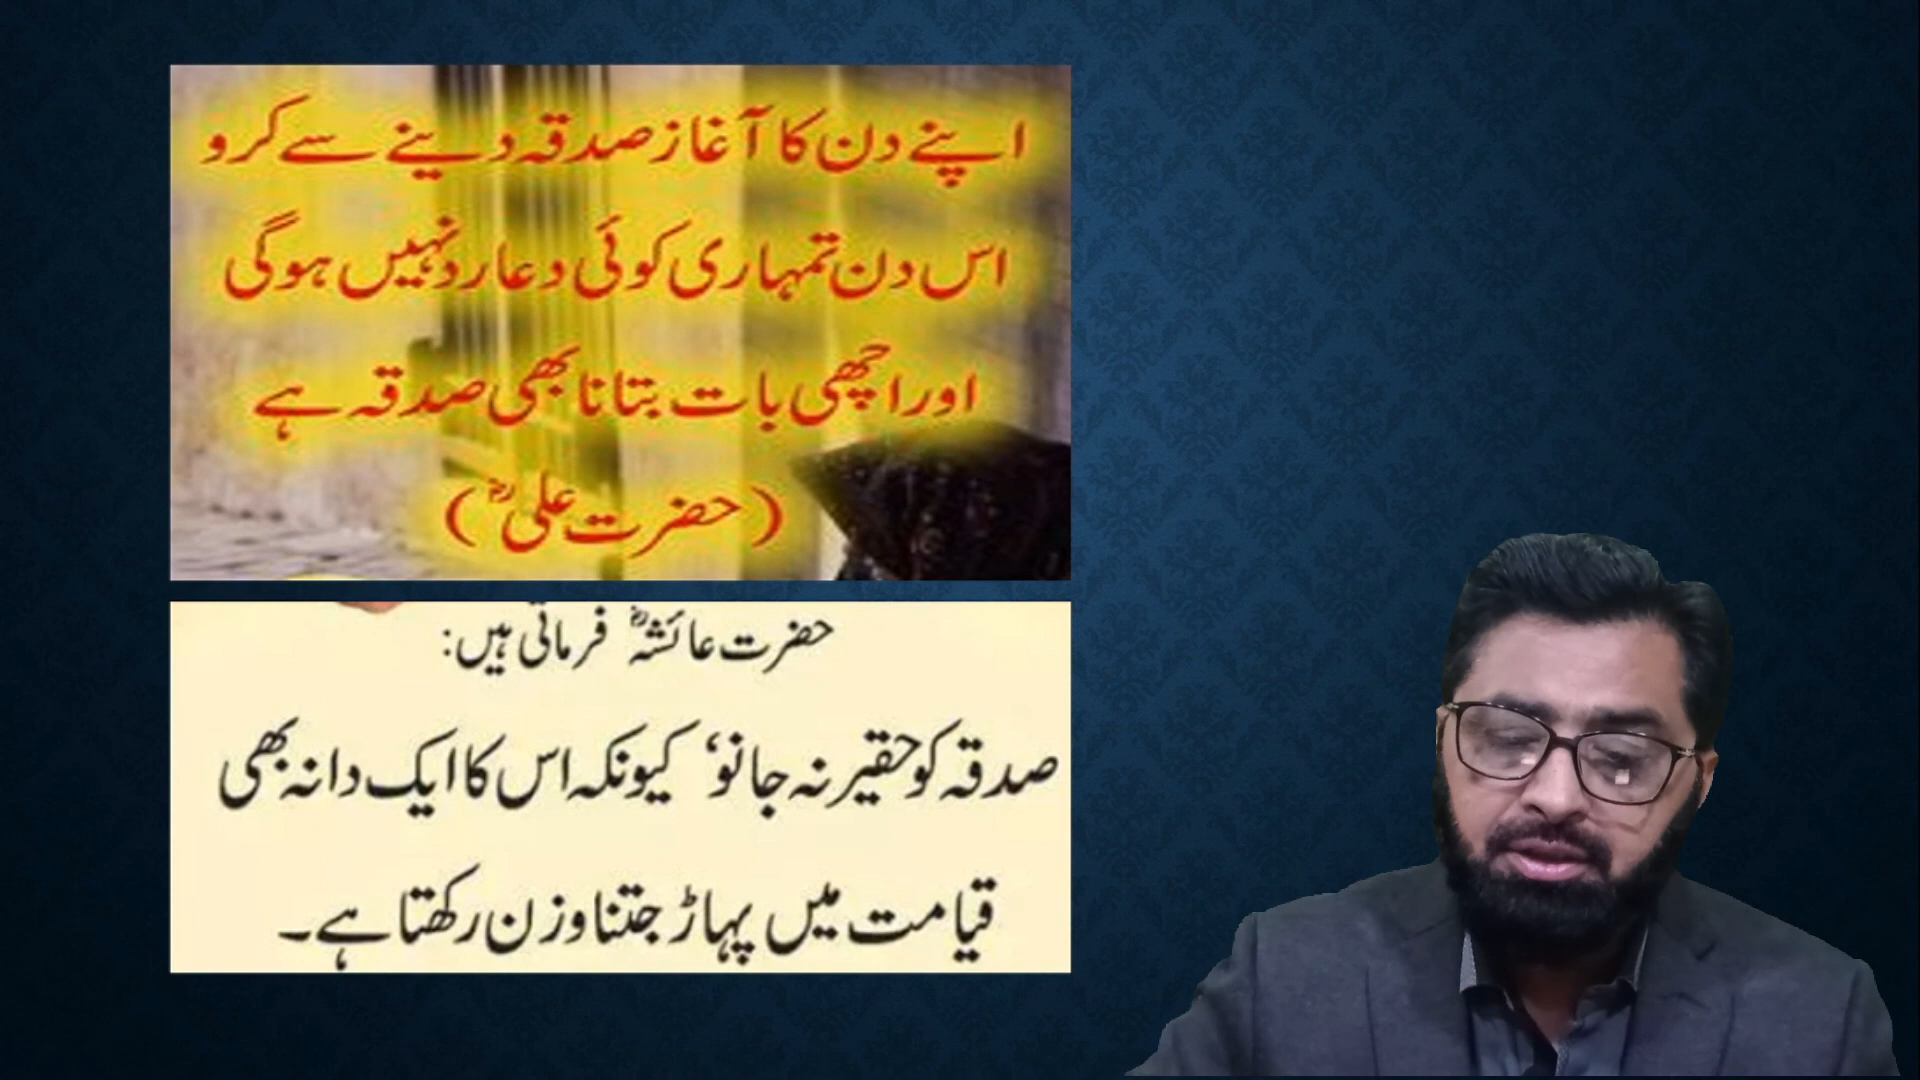 اپنے دن کا آغاز صدقہ دینے سے کرو
اس دن تمہاری کوئی دعا رد نہیں ہوگی
اور اچھی بات بتانا بھی صدقہ ہے
(حضرت علیؓ)
حضرت عائشہؓ فرماتی ہیں:
صدقہ کو حقیر نہ جانو‘ کیونکہ اس کا ایک دانہ بھی
قیامت میں پہاڑ جتنا وزن رکھتا ہے۔